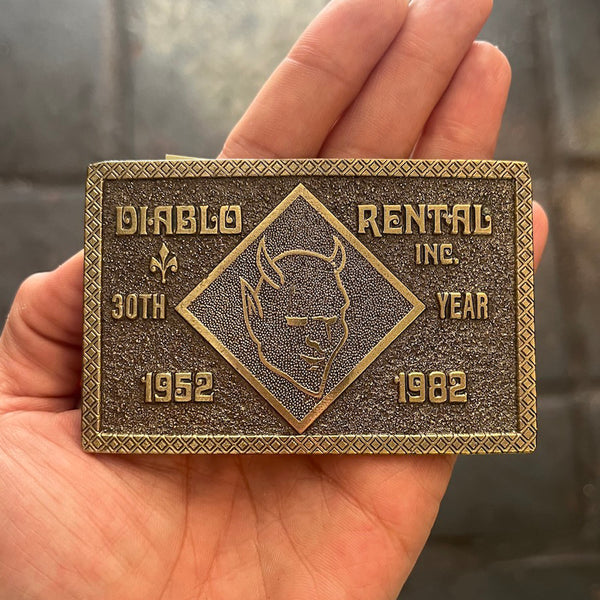 DIABLO RENTAL
INC.
30TH YEAR
1952 1982